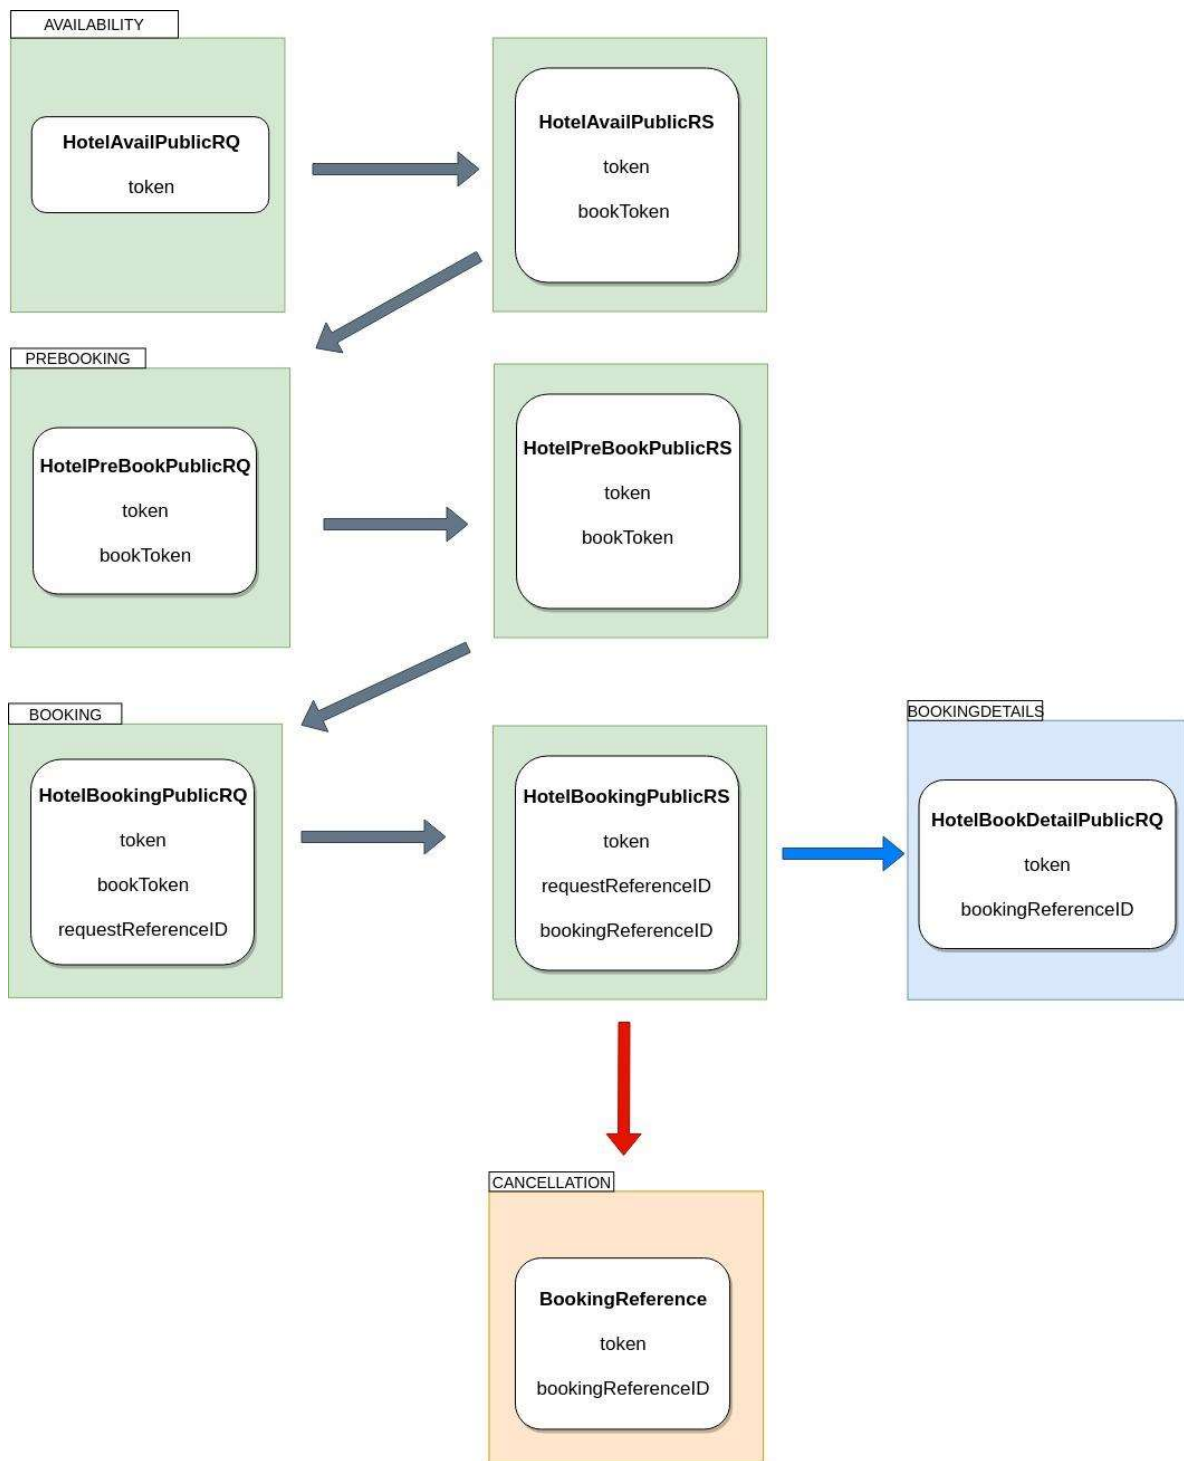 AVAILABILITY
HotelAvailPublicRQ
token
HotelAvailPublicRS
token
bookToken
PREBOOKING
HotelPreBookPublicRQ
token
bookToken
HotelPreBookPublicRS
token
bookToken
BOOKING
HotelBookingPublicRQ
token
bookToken
requestReferenceID
HotelBookingPublicRS
token
requestReferenceID
bookingReferenceID
BOOKINGDETAILS
HotelBookDetailPublicRQ
token
bookingReferenceID
CANCELLATION
BookingReference
token
bookingReferenceID